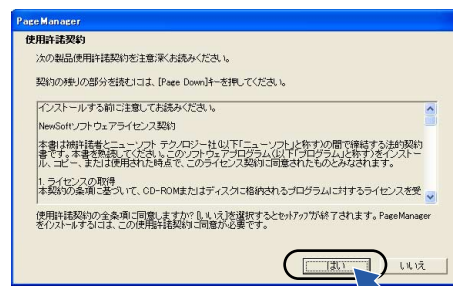 PageManager
使用許諾契約
次の製品使用許諾契約を注意深くお読みください。
契約の残りの部分を読むには、[Page Down]キーを押してください。
インストールする前に注意してお読みください。
NewSoftソフトウェアライセンス契約
本書は被許諾者とニューソフト テクノロジー社(以下「ニューソフト」と称す)の間で締結する法的契約
書です。本書を熟読してください。このソフトウェアプログラム(以下「プログラム」と称す)をインストー
ル、コピー、または使用された時点で、このライセンス契約に同意されたものとみなされます。
1. ライセンスの取得
本契約の条項に基づいて、CD-ROMまたはディスクに格納されるプログラムに対するライセンスを受
使用許諾契約の全条項に同意しますか? [いいえ]を選択するとセットアップが終了されます。PageManager
をインストールするには、この使用許諾契約に同意が必要です。
はい
いいえ